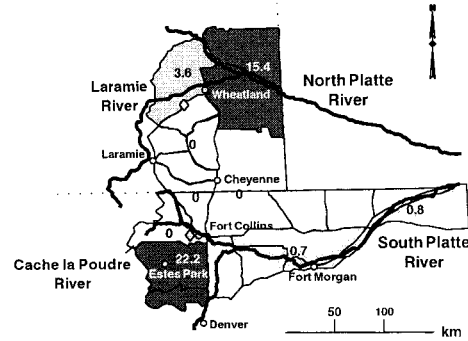 N
3.6
15.4
Laramie
River
Wheatland
North Platte
River
0
Laramie
Cheyenne
0
0
0.8
Fort Collins
0
South Platte
River
22.2
0.7
Cache la Poudre
River
Estes Park
Fort Morgan
Denver
50
100
km